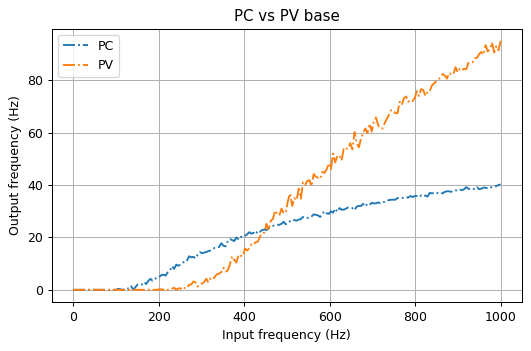 PC vs PV base
PC
PV
Output frequency (Hz)
80
60
40
20
0
0 200 400 600 800 1000
Input frequency (Hz)